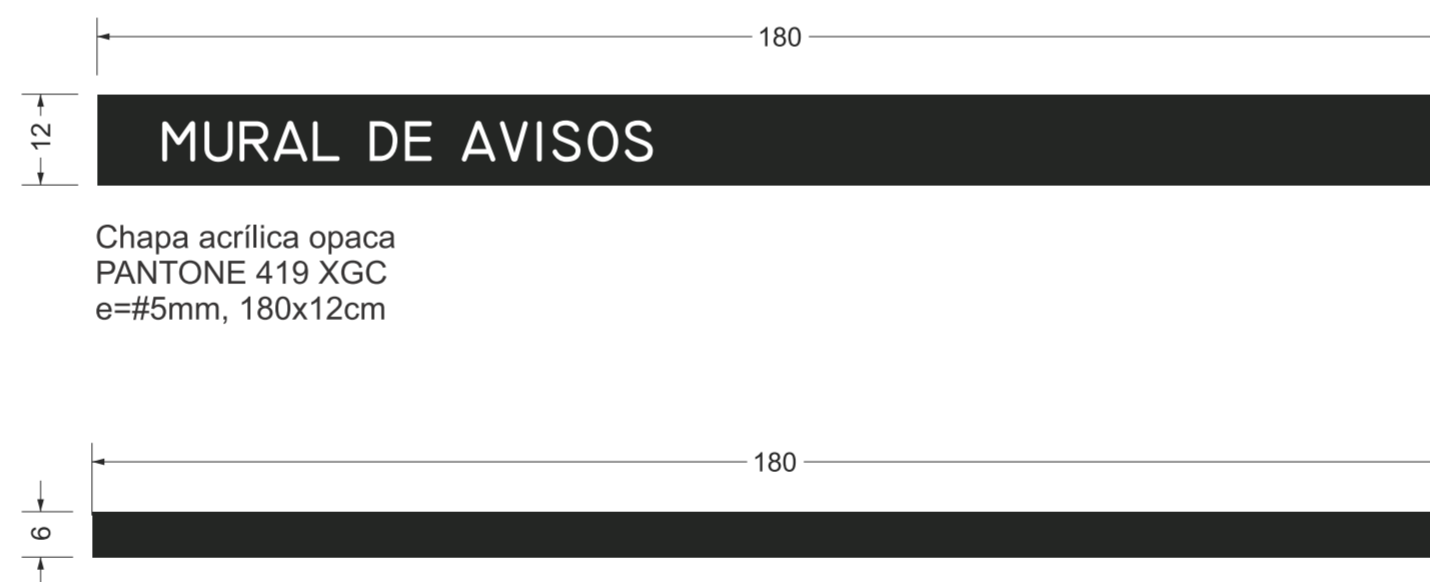 180
12
MURAL DE AVISOS
Chapa acrílica opaca
PANTONE 419 XGC
e=#5mm, 180x12cm
180
6